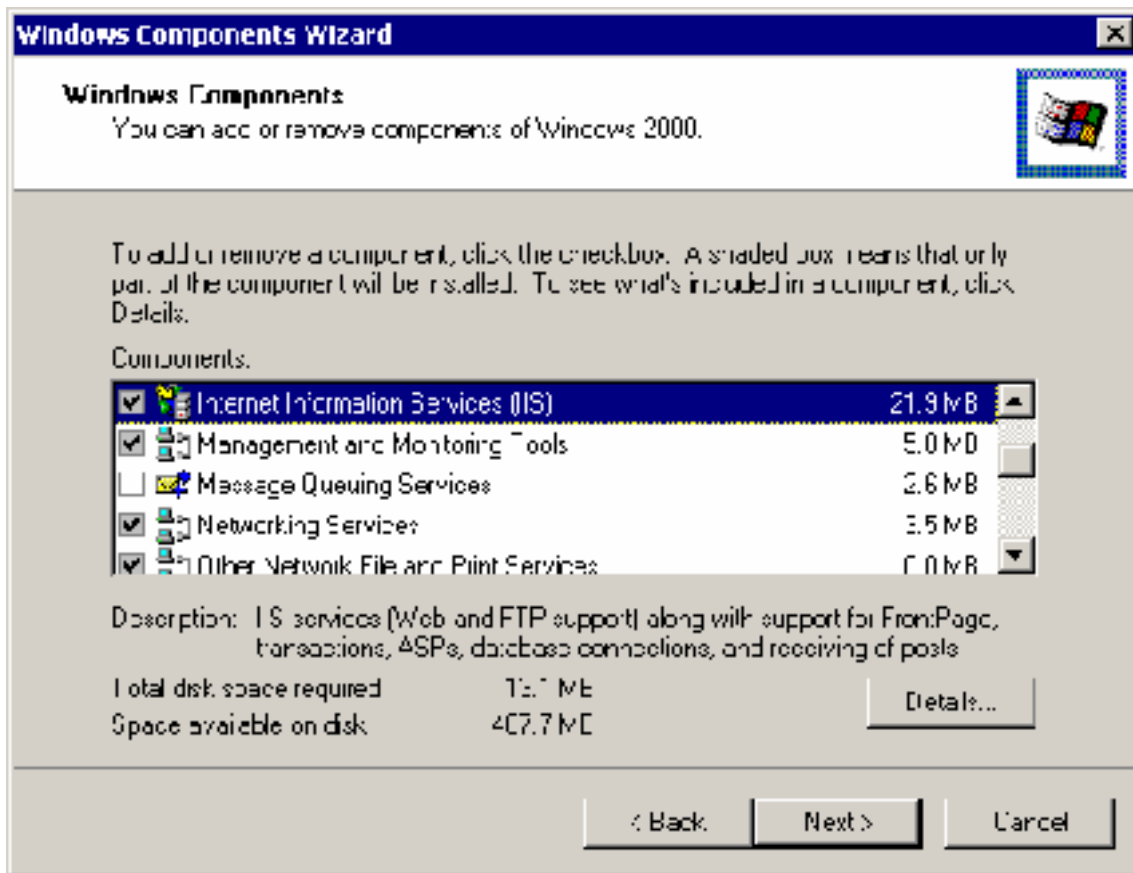 Windows Components Wizard
Windows Components
You can add or remove components of Windows 2000.
To add or remove a component, click the checkbox. A shaded box means that only
part of the component will be installed. To see what's included in a component, click
Details.
Components:
Internet Information Services (IIS) 21.9 MB
Management and Monitoring Tools 5.0 MB
Message Queuing Services 2.6 MB
Networking Services 3.5 MB
Other Network File and Print Services 0.0 MB
Description: IIS services (Web and FTP support) along with support for FrontPage,
transactions, ASPs, database connections, and receiving of posts
Total disk space required: MB
Space available on disk: 407.7 MB
Details...
< Back
Next >
Cancel